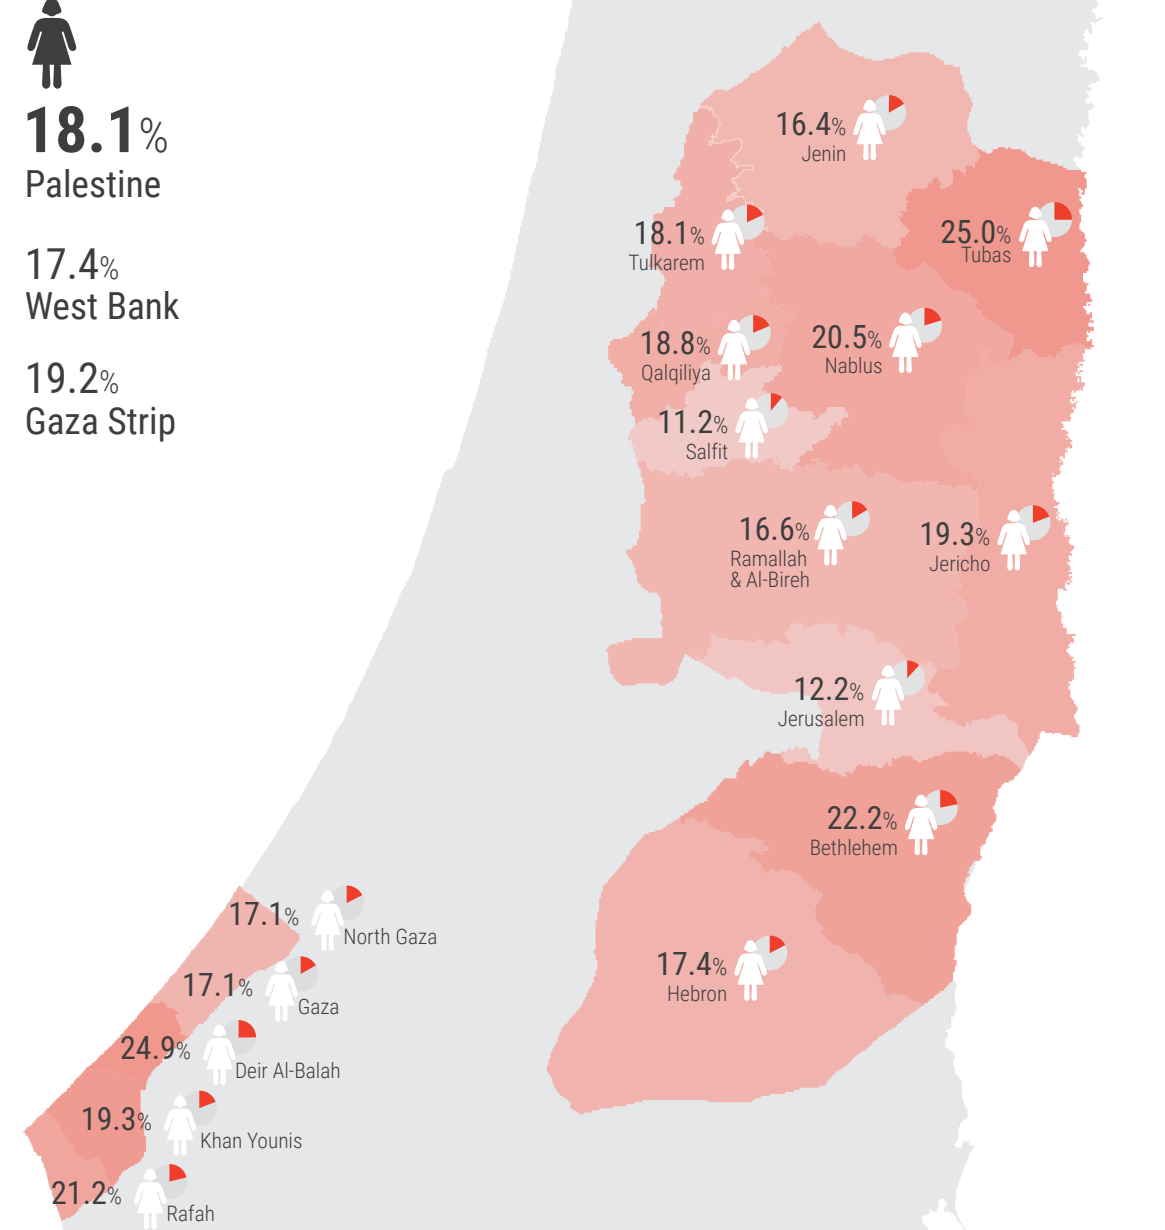 18.1%
Palestine
17.4%
West Bank
19.2%
Gaza Strip
16.4%
Jenin
18.1%
Tulkarem
25.0%
Tubas
18.8%
Qalqiliya
20.5%
Nablus
11.2%
Salfit
16.6%
Ramallah
& Al-Bireh
19.3%
Jericho
12.2%
Jerusalem
22.2%
Bethlehem
17.4%
Hebron
17.1%
North Gaza
17.1%
Gaza
24.9%
Deir Al-Balah
19.3%
Khan Younis
21.2%
Rafah